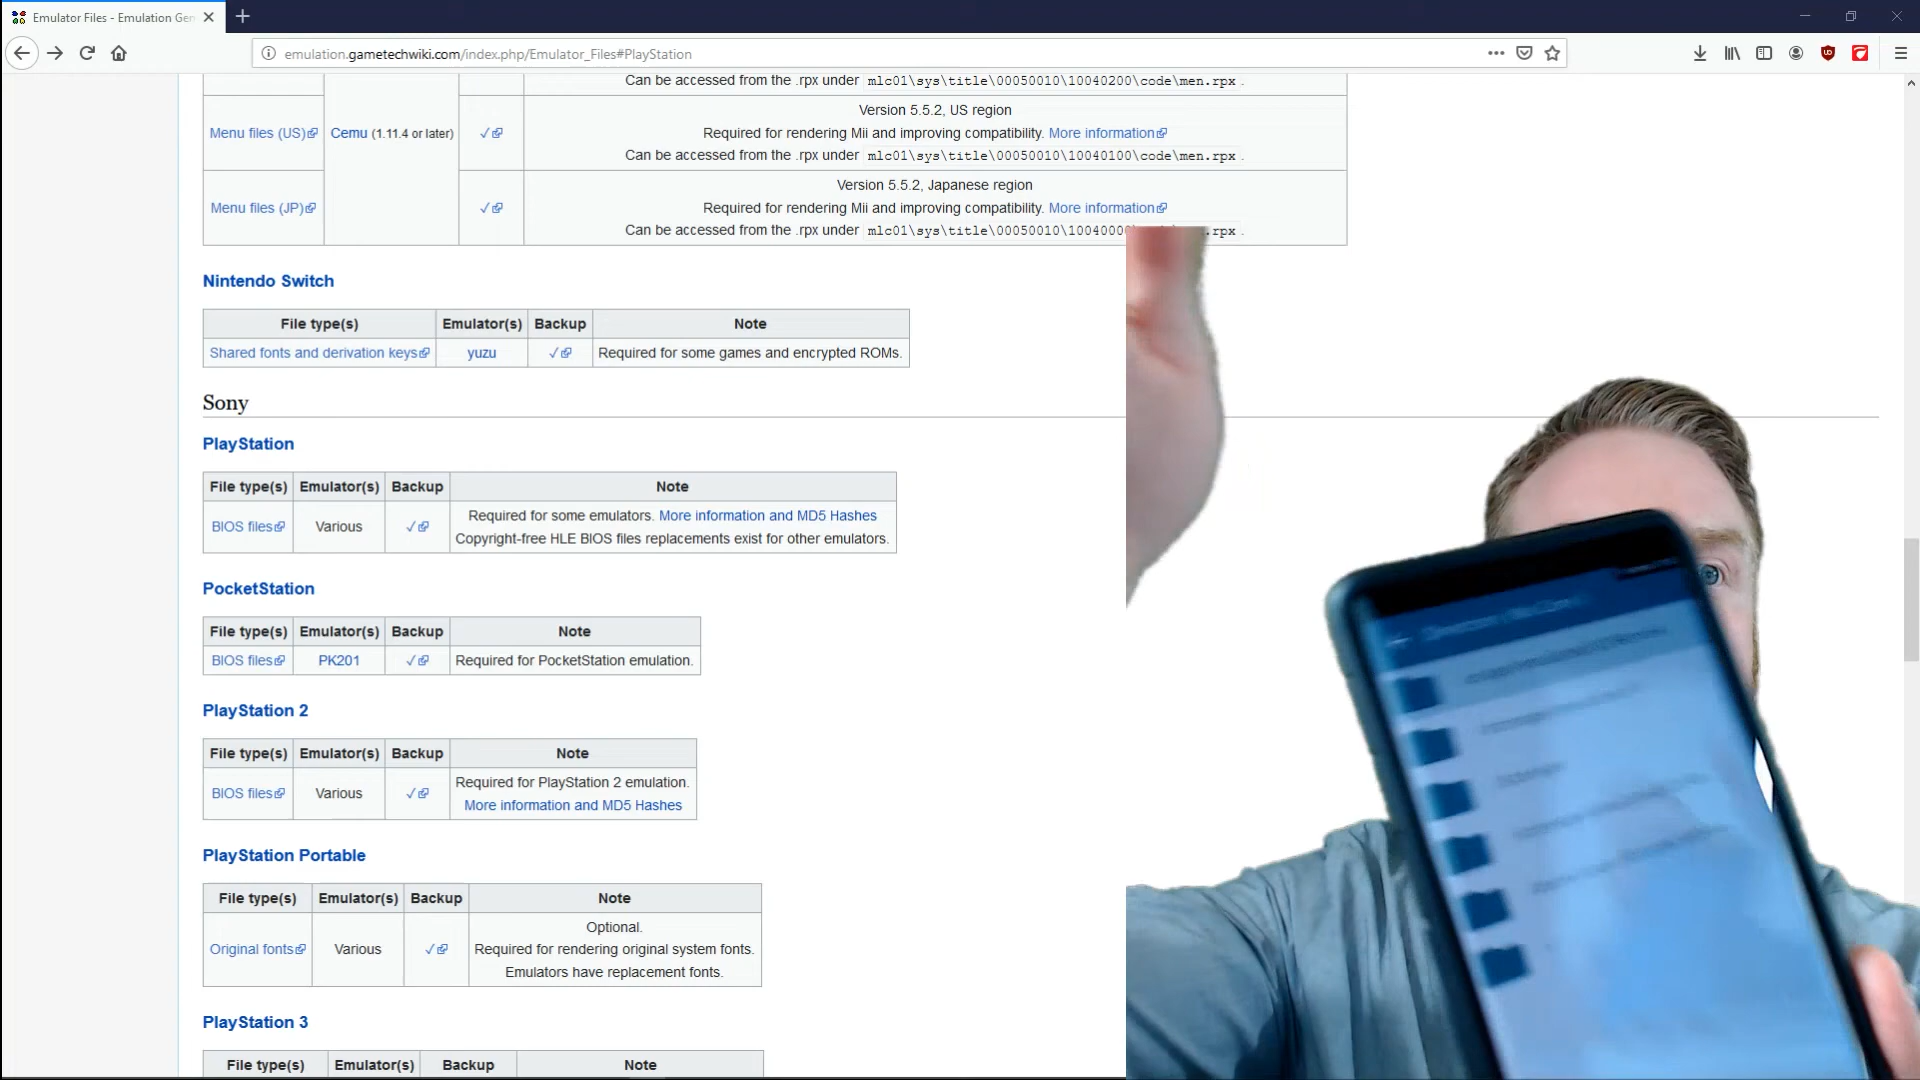 Emulator Files - Emulation Gen
emulation.gametechwiki.com/index.php/Emulator_Files#PlayStation
Can be accessed from the .rpx under mlc01\sys\title\00050010\10040200\code\men.rpx .
Menu files (US)
Cemu (1.11.4 or later)
✓
Version 5.5.2, US region
Required for rendering Mii and improving compatibility. More information
Can be accessed from the .rpx under mlc01\sys\title\00050010\10040100\code\men.rpx .
Menu files (JP)
✓
Version 5.5.2, Japanese region
Required for rendering Mii and improving compatibility. More information
Can be accessed from the .rpx under mlc01\sys\title\00050010\1004000 .rpx .
Nintendo Switch
File type(s) Emulator(s) Backup Note
Shared fonts and derivation keys yuzu ✓ Required for some games and encrypted ROMs.
Sony
PlayStation
File type(s) Emulator(s) Backup Note
BIOS files Various ✓ Required for some emulators. More information and MD5 Hashes
Copyright-free HLE BIOS files replacements exist for other emulators.
PocketStation
File type(s) Emulator(s) Backup Note
BIOS files PK201 ✓ Required for PocketStation emulation.
PlayStation 2
File type(s) Emulator(s) Backup Note
BIOS files Various ✓ Required for PlayStation 2 emulation.
More information and MD5 Hashes
PlayStation Portable
File type(s) Emulator(s) Backup Note
Original fonts Various ✓ Optional.
Required for rendering original system fonts.
Emulators have replacement fonts.
PlayStation 3
File type(s) Emulator(s) Backup Note